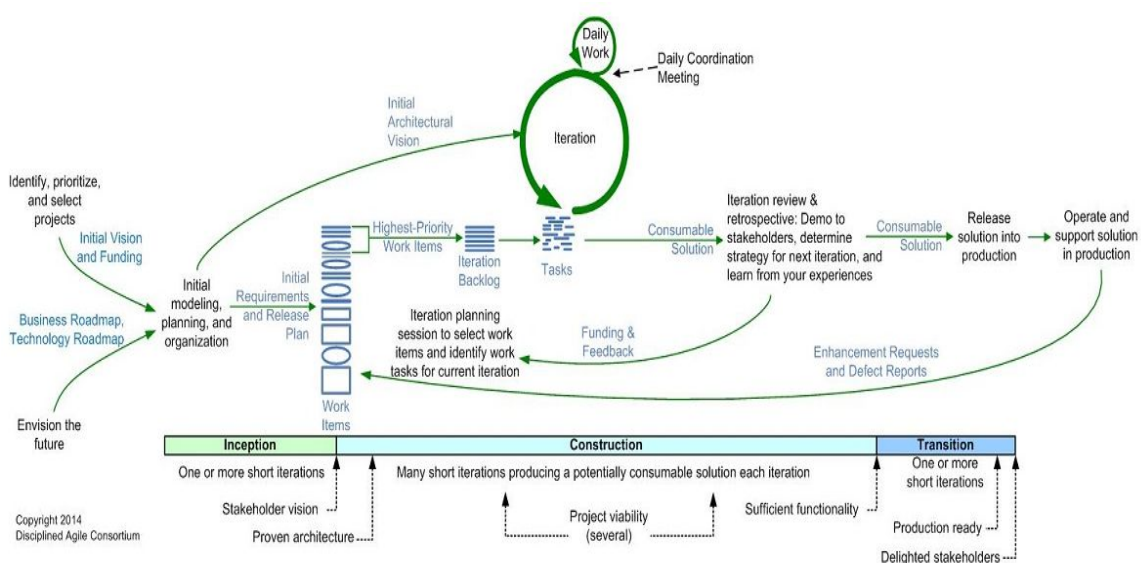 Daily
Work
Daily Coordination
Meeting
Initial
Architectural
Vision
Iteration
Identify, prioritize,
and select
projects
Initial Vision
and Funding
Business Roadmap,
Technology Roadmap
Envision the
future
Initial
modeling,
planning, and
organization
Initial
Requirements
and Release
Plan
Work
Items
Highest-Priority
Work Items
Iteration
Backlog
Tasks
Consumable
Solution
Iteration review &
retrospective: Demo to
stakeholders, determine
strategy for next iteration, and
learn from your experiences
Consumable
Solution
Release
solution into
production
Operate and
support solution
in production
Iteration planning
session to select work
items and identify work
tasks for current iteration
Funding &
Feedback
Enhancement Requests
and Defect Reports
Inception
Construction
Transition
One or more short iterations
Many short iterations producing a potentially consumable solution each iteration
One or more
short iterations
Stakeholder vision
Proven architecture
Project viability
(several)
Sufficient functionality
Production ready
Delighted stakeholders
Copyright 2014
Disciplined Agile Consortium